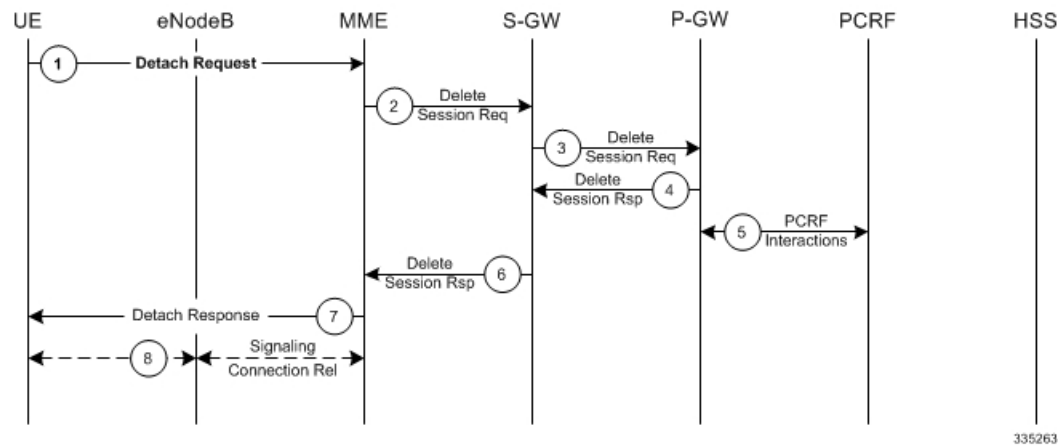 UE eNodeB MME S-GW P-GW PCRF HSS
1 Detach Request
2 Delete
Session Req
3 Delete
Session Req
Delete 4
Session Rsp
5 PCRF
Interactions
Delete 6
Session Rsp
Detach Response 7
8 Signaling
Connection Rel
335263